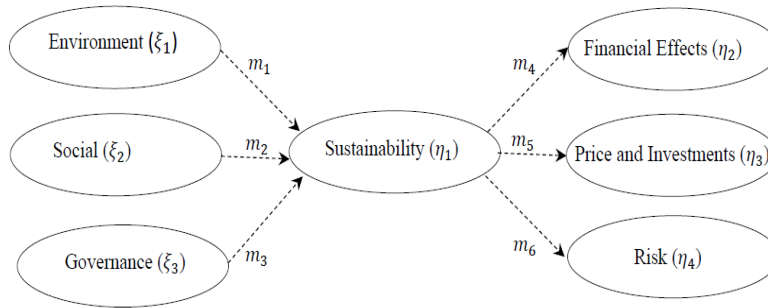 Environment (ξ₁)
Financial Effects (η₂)
m₁
m₄
Social (ξ₂)
m₂
Sustainability (η₁)
m₅
Price and Investments (η₃)
Governance (ξ₃)
m₃
m₆
Risk (η₄)